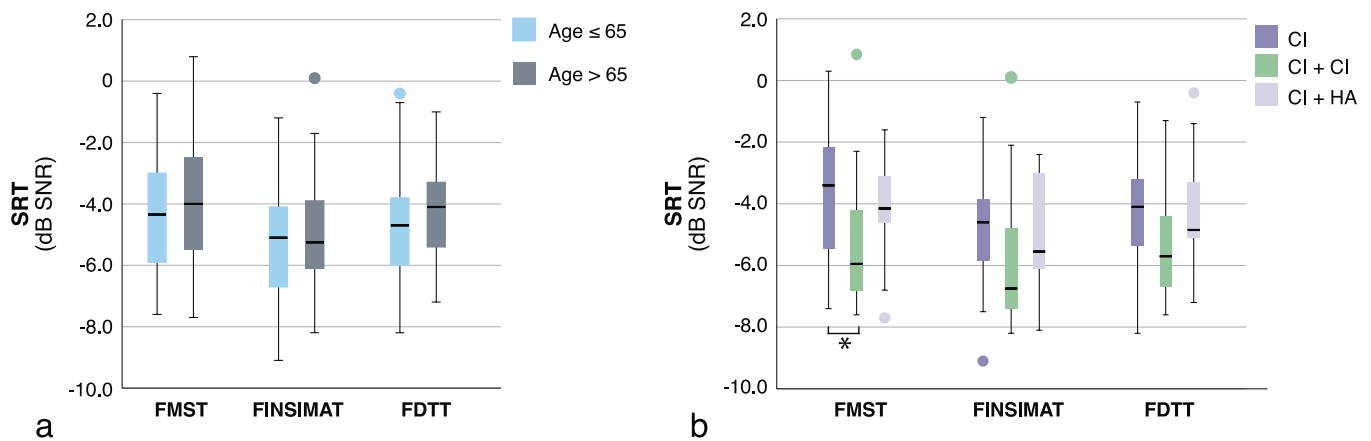 2.0
0
-2.0
-4.0
-6.0
-8.0
-10.0
SRT
(dB SNR)
FMST FINSIMAT FDTT
Age ≤ 65
Age > 65
a
2.0
0
-2.0
-4.0
-6.0
-8.0
-10.0
SRT
(dB SNR)
*
FMST FINSIMAT FDTT
CI
CI + CI
CI + HA
b